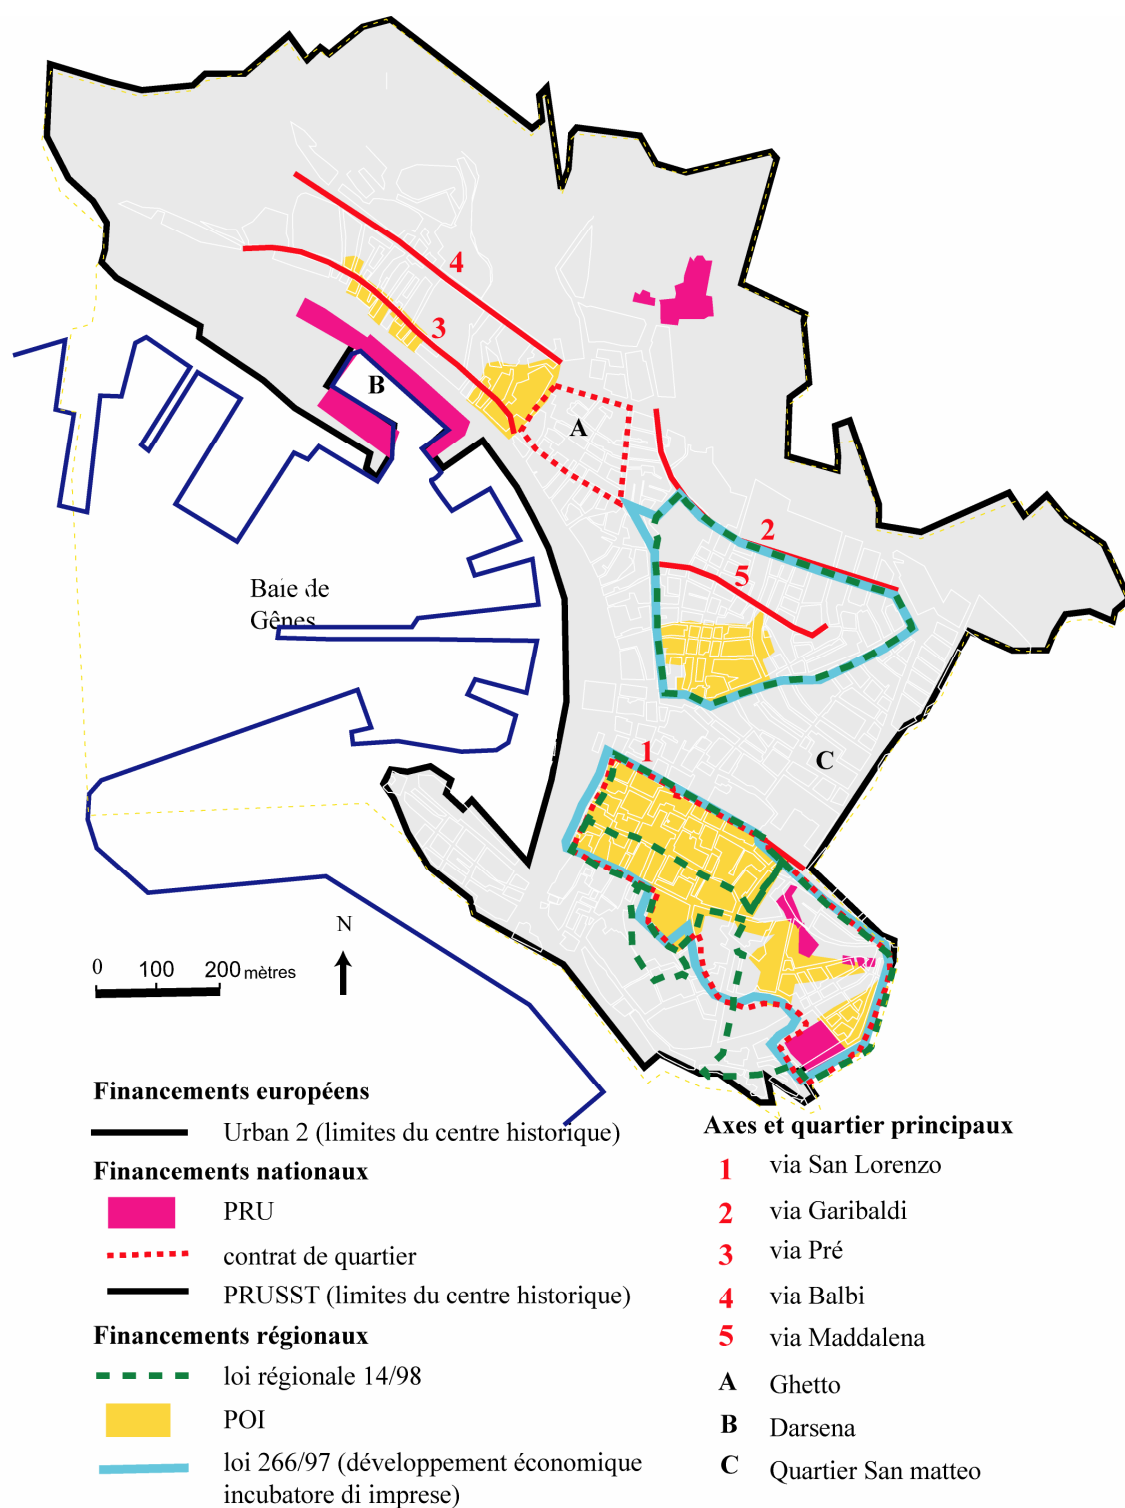 4
3
B
A
2
5
Baie de
Gênes
1
C
N
0 100 200 mètres
Financements européens
Urban 2 (limites du centre historique)
Financements nationaux
PRU
contrat de quartier
PRUSST (limites du centre historique)
Financements régionaux
loi régionale 14/98
POI
loi 266/97 (développement économique
incubatore di imprese)
Axes et quartier principaux
1 via San Lorenzo
2 via Garibaldi
3 via Pré
4 via Balbi
5 via Maddalena
A Ghetto
B Darsena
C Quartier San matteo